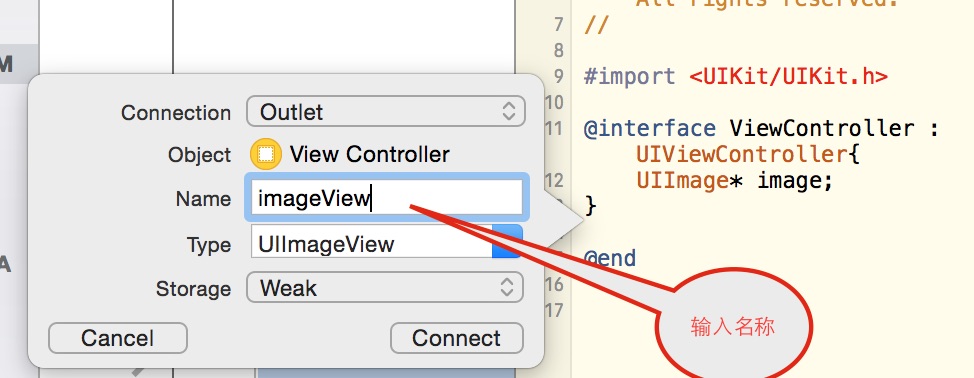 M
A
Connection Outlet
Object View Controller
Name imageView
Type UIImageView
Storage Weak
Cancel Connect
All rights reserved.
7 //
8
9 #import <UIKit/UIKit.h>
10
11 @interface ViewController :
UIViewController{
12 UIImage* image;
}
@end
16
17
输入名称